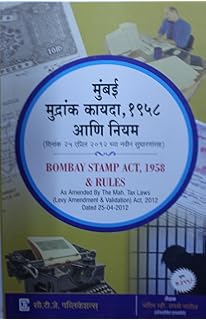 मुंबई
मुद्रांक कायदा, १९५८
आणि नियम
(दिनांक २५ एप्रिल २०१२ च्या नवीन सुधारणांसह)
BOMBAY STAMP ACT, 1958
& RULES
As Amended By The Mah. Tax Laws
(Levy Amendment & Validation) Act, 2012
Dated 25-04-2012
सी.टी.जे. पब्लिकेशन्स